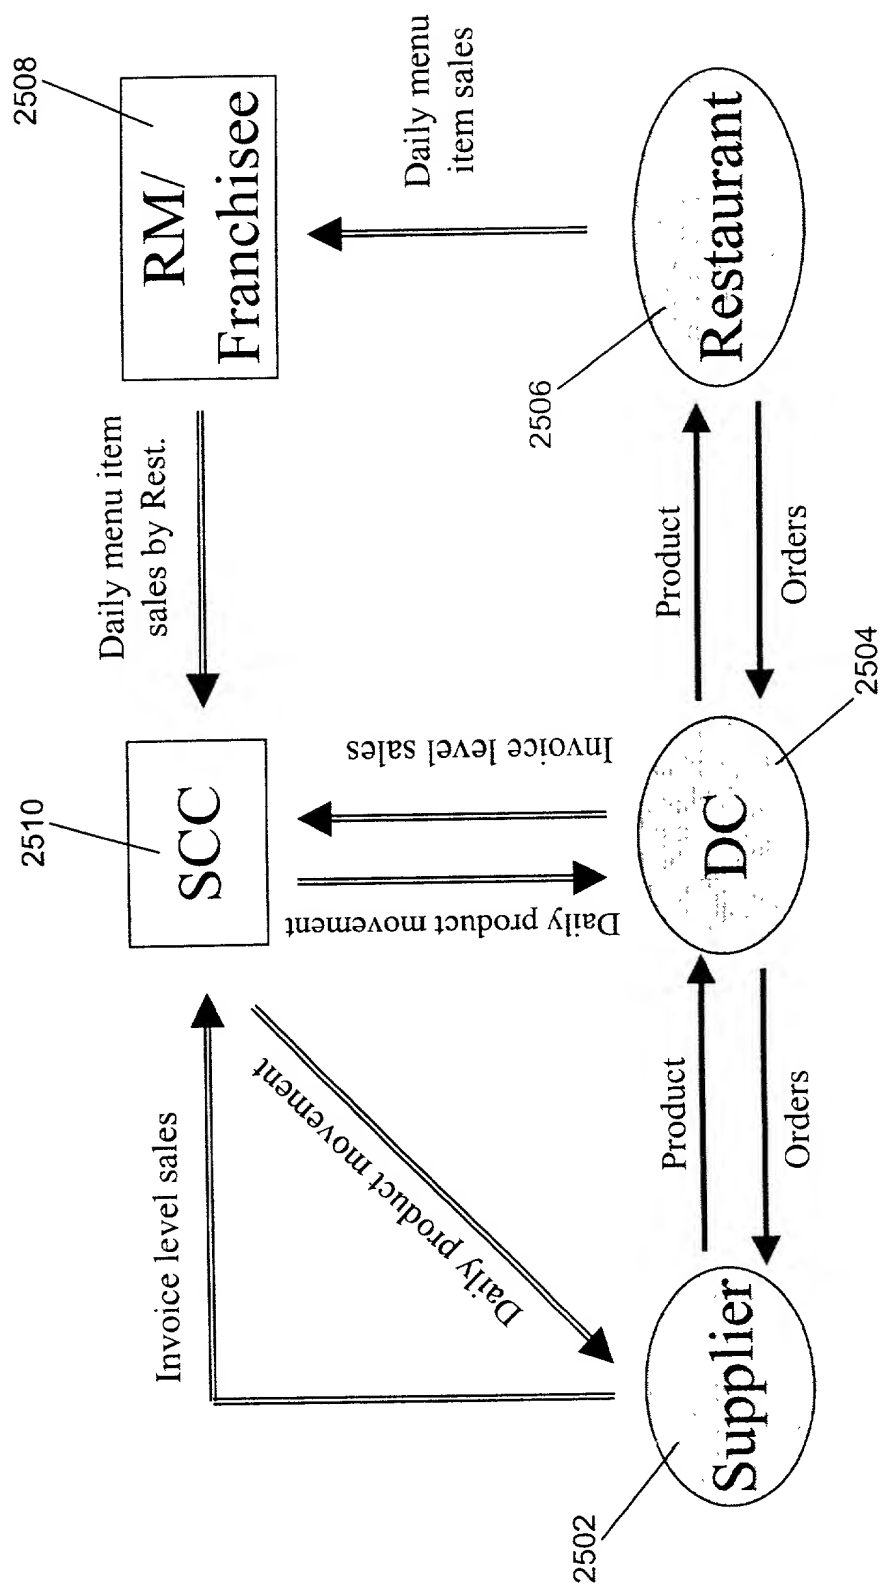 2510
SCC
Daily menu item
sales by Rest.
2508
RM/
Franchisee
Invoice level sales
Daily product movement
Daily product movement
Invoice level sales
Daily menu
item sales
2502
Supplier
Product
Orders
DC
2504
Product
Orders
2506
Restaurant